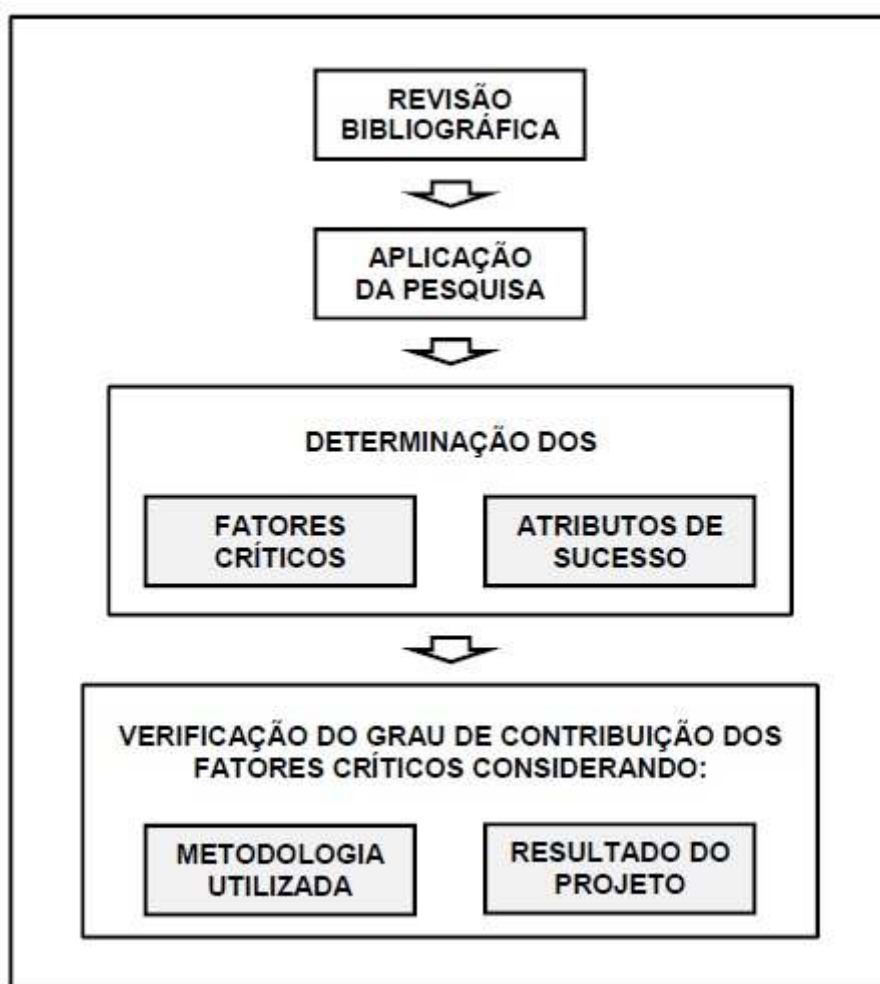 REVISÃO
BIBLIOGRÁFICA
APLICAÇÃO
DA PESQUISA
DETERMINAÇÃO DOS
FATORES
CRÍTICOS
ATRIBUTOS DE
SUCESSO
VERIFICAÇÃO DO GRAU DE CONTRIBUIÇÃO DOS
FATORES CRÍTICOS CONSIDERANDO:
METODOLOGIA
UTILIZADA
RESULTADO DO
PROJETO